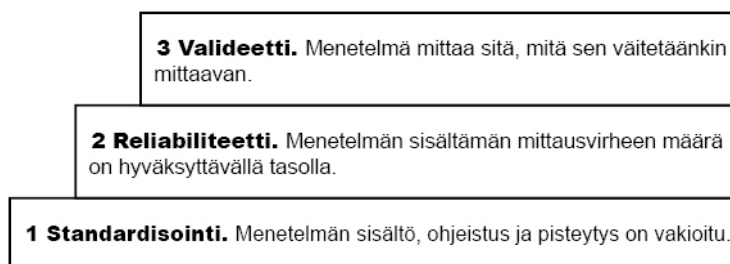 3 Valideetti. Menetelmä mittaa sitä, mitä sen väitetäänkin
mittaavan.
2 Reliabiliteetti. Menetelmän sisältämän mittausvirheen määrä
on hyväksyttävällä tasolla.
1 Standardisointi. Menetelmän sisältö, ohjeistus ja pisteytys on vakioitu.